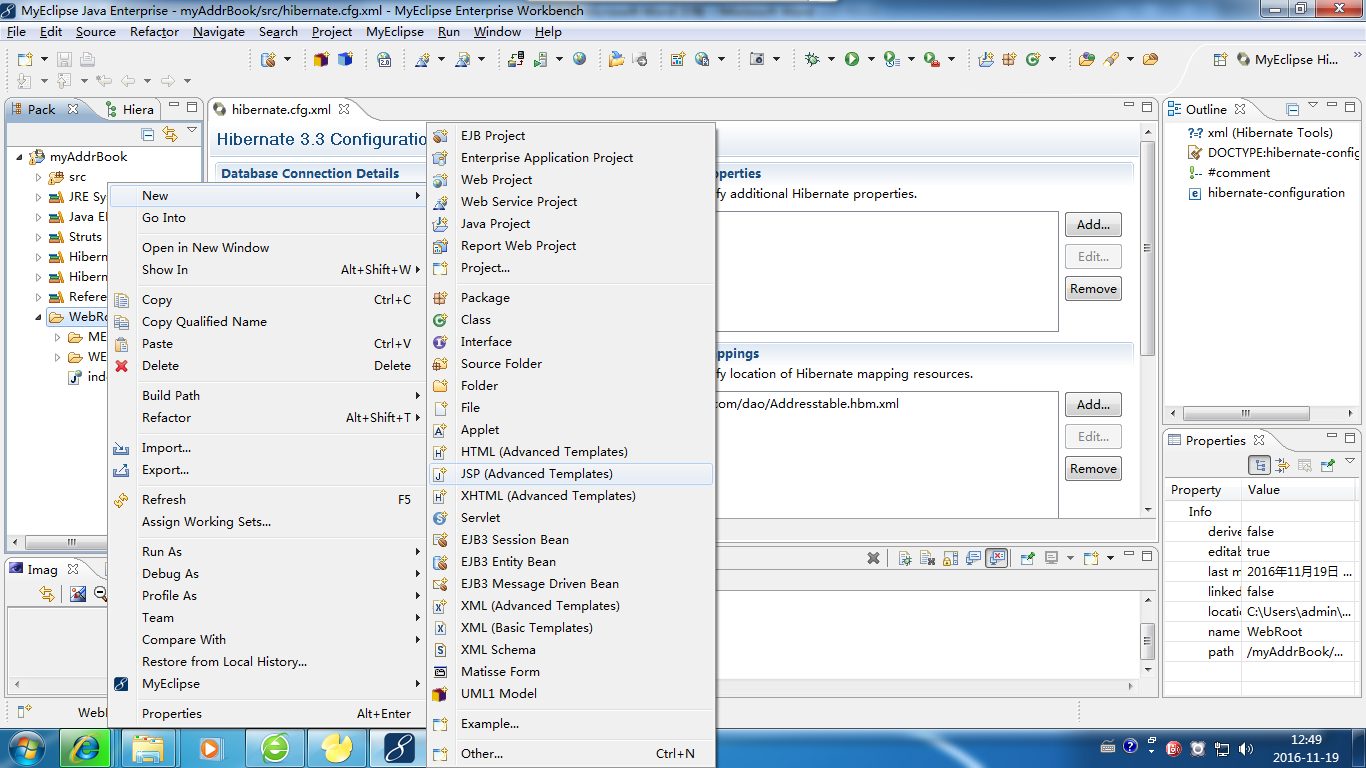 MyEclipse Java Enterprise - myAddrBook/src/hibernate.cfg.xml - MyEclipse Enterprise Workbench
File Edit Source Refactor Navigate Search Project MyEclipse Run Window Help
MyEclipse Hi...
Pack
Hiera
myAddrBook
src
JRE Sy
Java El
Struts
Hibern
Hibern
Refere
WebRo
ME
WE
ind
hibernate.cfg.xml
Hibernate 3.3 Configuratio
Database Connection Details
operties
fy additional Hibernate properties.
Add...
Edit...
Remove
ppings
fy location of Hibernate mapping resources.
com/dao/Addresstable.hbm.xml
Add...
Edit...
Remove
New
Go Into
Open in New Window
Show In Alt+Shift+W
Copy Ctrl+C
Copy Qualified Name
Paste Ctrl+V
Delete Delete
Build Path
Refactor Alt+Shift+T
Import...
Export...
Refresh F5
Assign Working Sets...
Run As
Debug As
Profile As
Team
Compare With
Restore from Local History...
MyEclipse
Properties Alt+Enter
EJB Project
Enterprise Application Project
Web Project
Web Service Project
Java Project
Report Web Project
Project...
Package
Class
Interface
Source Folder
Folder
File
Applet
HTML (Advanced Templates)
JSP (Advanced Templates)
XHTML (Advanced Templates)
Servlet
EJB3 Session Bean
EJB3 Entity Bean
EJB3 Message Driven Bean
XML (Advanced Templates)
XML (Basic Templates)
XML Schema
Matisse Form
UML1 Model
Example...
Other... Ctrl+N
Outline
xml (Hibernate Tools)
DOCTYPE:hibernate-config
#comment
hibernate-configuration
Properties
Property Value
Info
derive false
editab true
last m 2016年11月19日 ...
linked false
locatio C:\Users\admin\...
name WebRoot
path /myAddrBook/...
Imag
Webl
12:49
2016-11-19